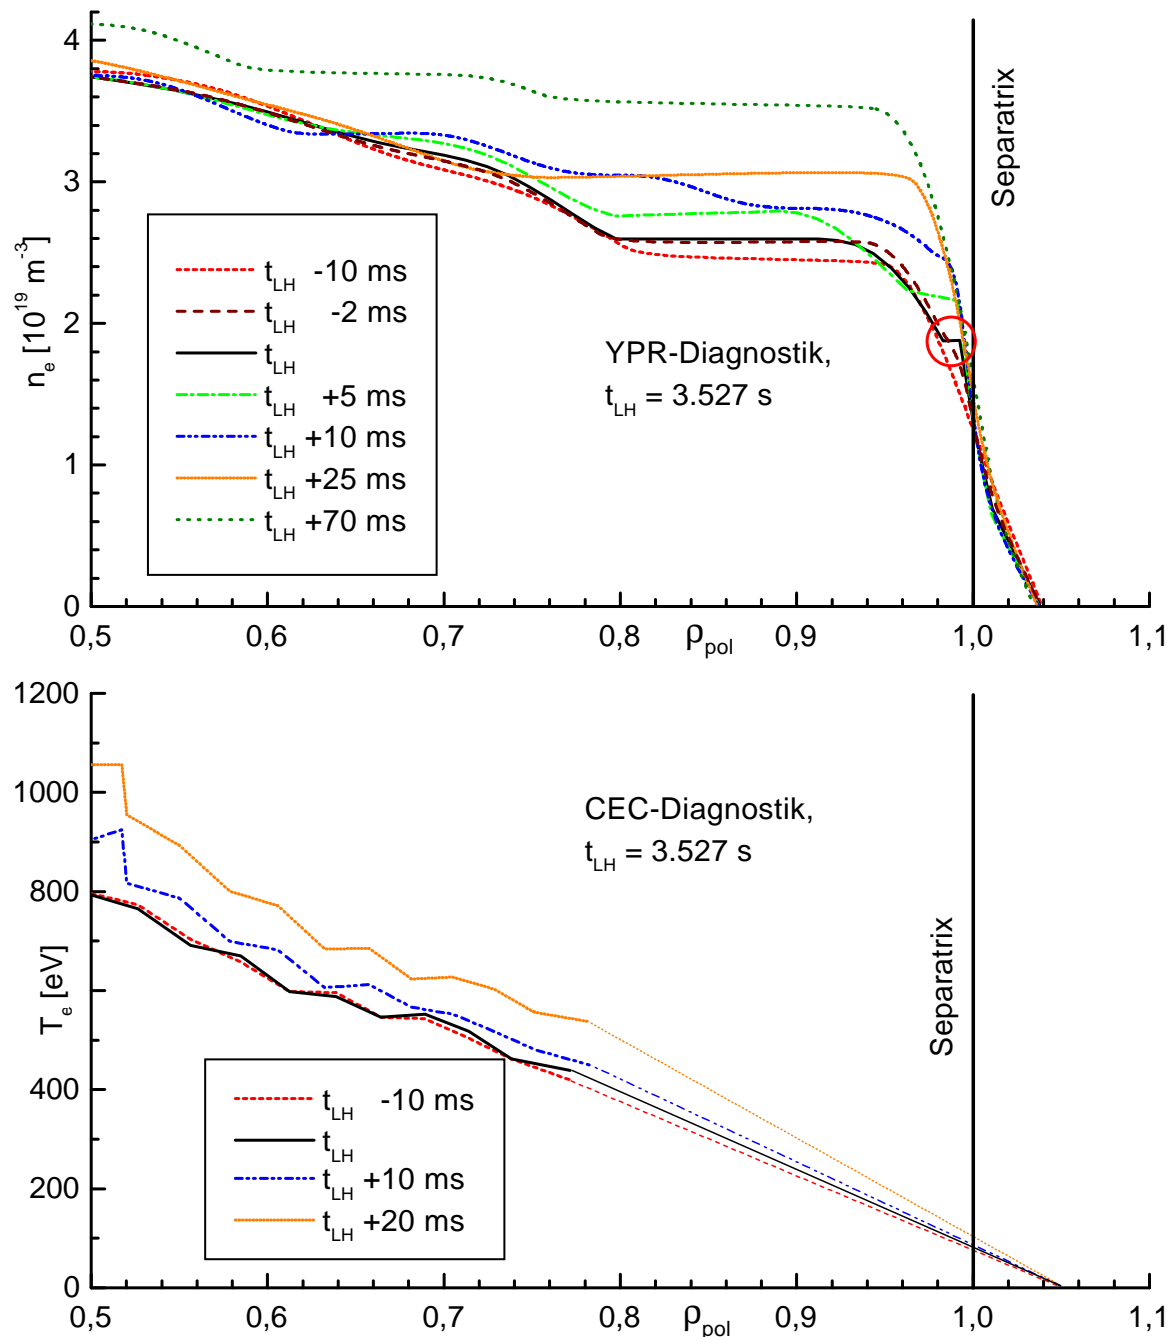 4
3
2
1
0
n_e [10^19 m^-3]
t_LH -10 ms
t_LH -2 ms
t_LH
t_LH +5 ms
t_LH +10 ms
t_LH +25 ms
t_LH +70 ms
YPR-Diagnostik,
t_LH = 3.527 s
Separatrix
0,5 0,6 0,7 0,8 0,9 1,0 1,1
ρ_pol
1200
1000
800
600
400
200
0
T_e [eV]
CEC-Diagnostik,
t_LH = 3.527 s
Separatrix
t_LH -10 ms
t_LH
t_LH +10 ms
t_LH +20 ms
0,5 0,6 0,7 0,8 0,9 1,0 1,1
ρ_pol